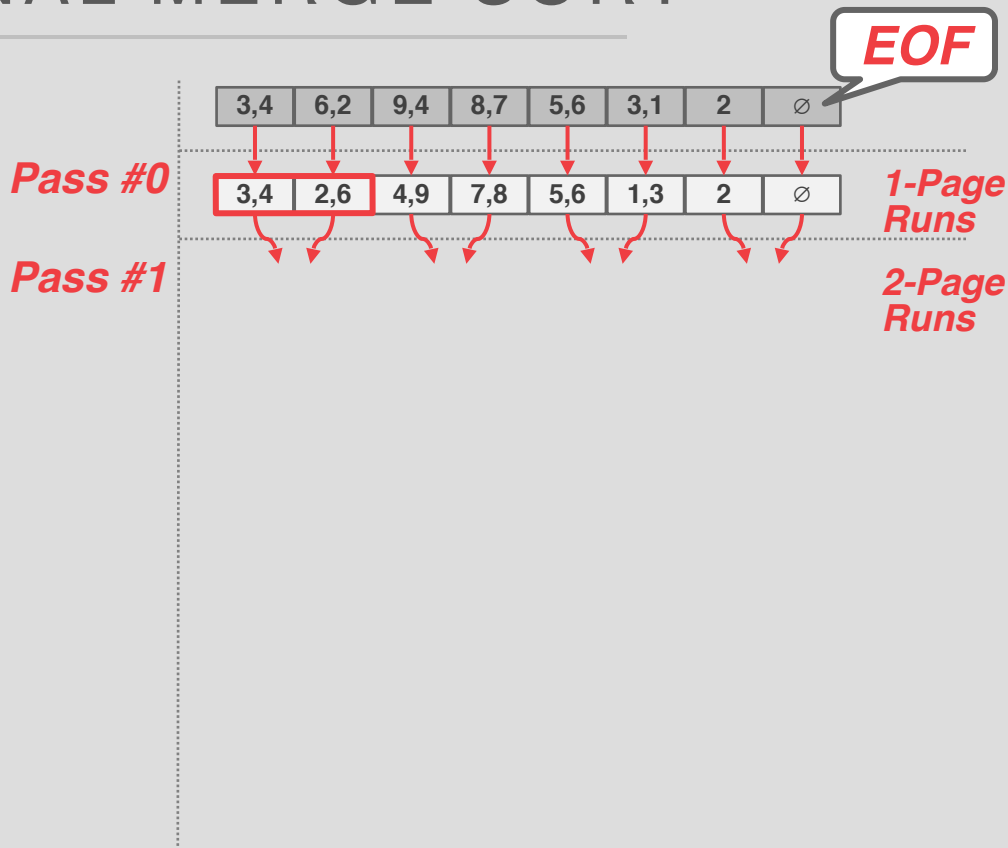 EOF
3,4 6,2 9,4 8,7 5,6 3,1 2 ∅
Pass #0
3,4 2,6 4,9 7,8 5,6 1,3 2 ∅
1-Page
Runs
Pass #1
2-Page
Runs